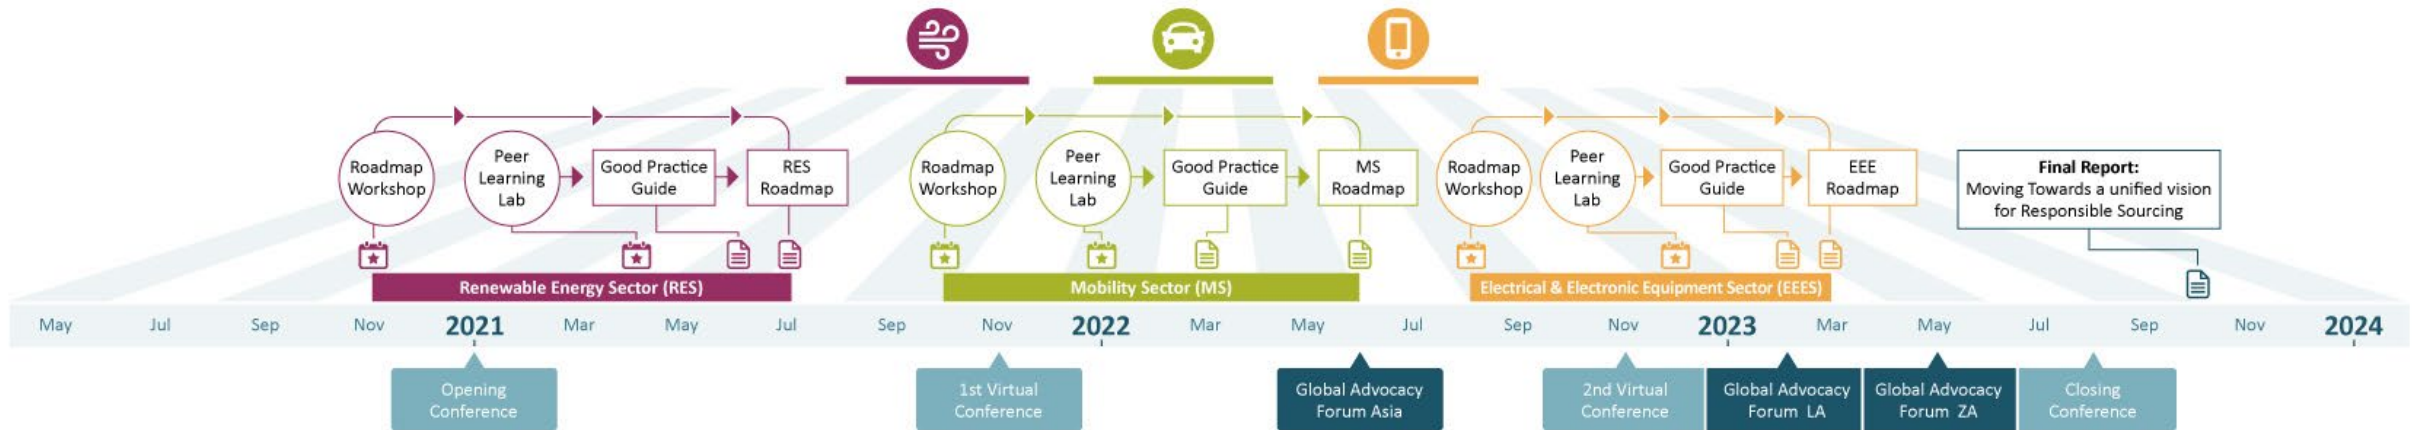 Roadmap
Workshop
Peer
Learning
Lab
Good Practice
Guide
RES
Roadmap
Roadmap
Workshop
Peer
Learning
Lab
Good Practice
Guide
MS
Roadmap
Roadmap
Workshop
Peer
Learning
Lab
Good Practice
Guide
EEE
Roadmap
Final Report:
Moving Towards a unified vision
for Responsible Sourcing
Renewable Energy Sector (RES)
Mobility Sector (MS)
Electrical & Electronic Equipment Sector (EEES)
May Jul Sep Nov 2021 Mar May Jul Sep Nov 2022 Mar May Jul Sep Nov 2023 Mar May Jul Sep Nov 2024
Opening
Conference
1st Virtual
Conference
Global Advocacy
Forum Asia
2nd Virtual
Conference
Global Advocacy
Forum LA
Global Advocacy
Forum ZA
Closing
Conference